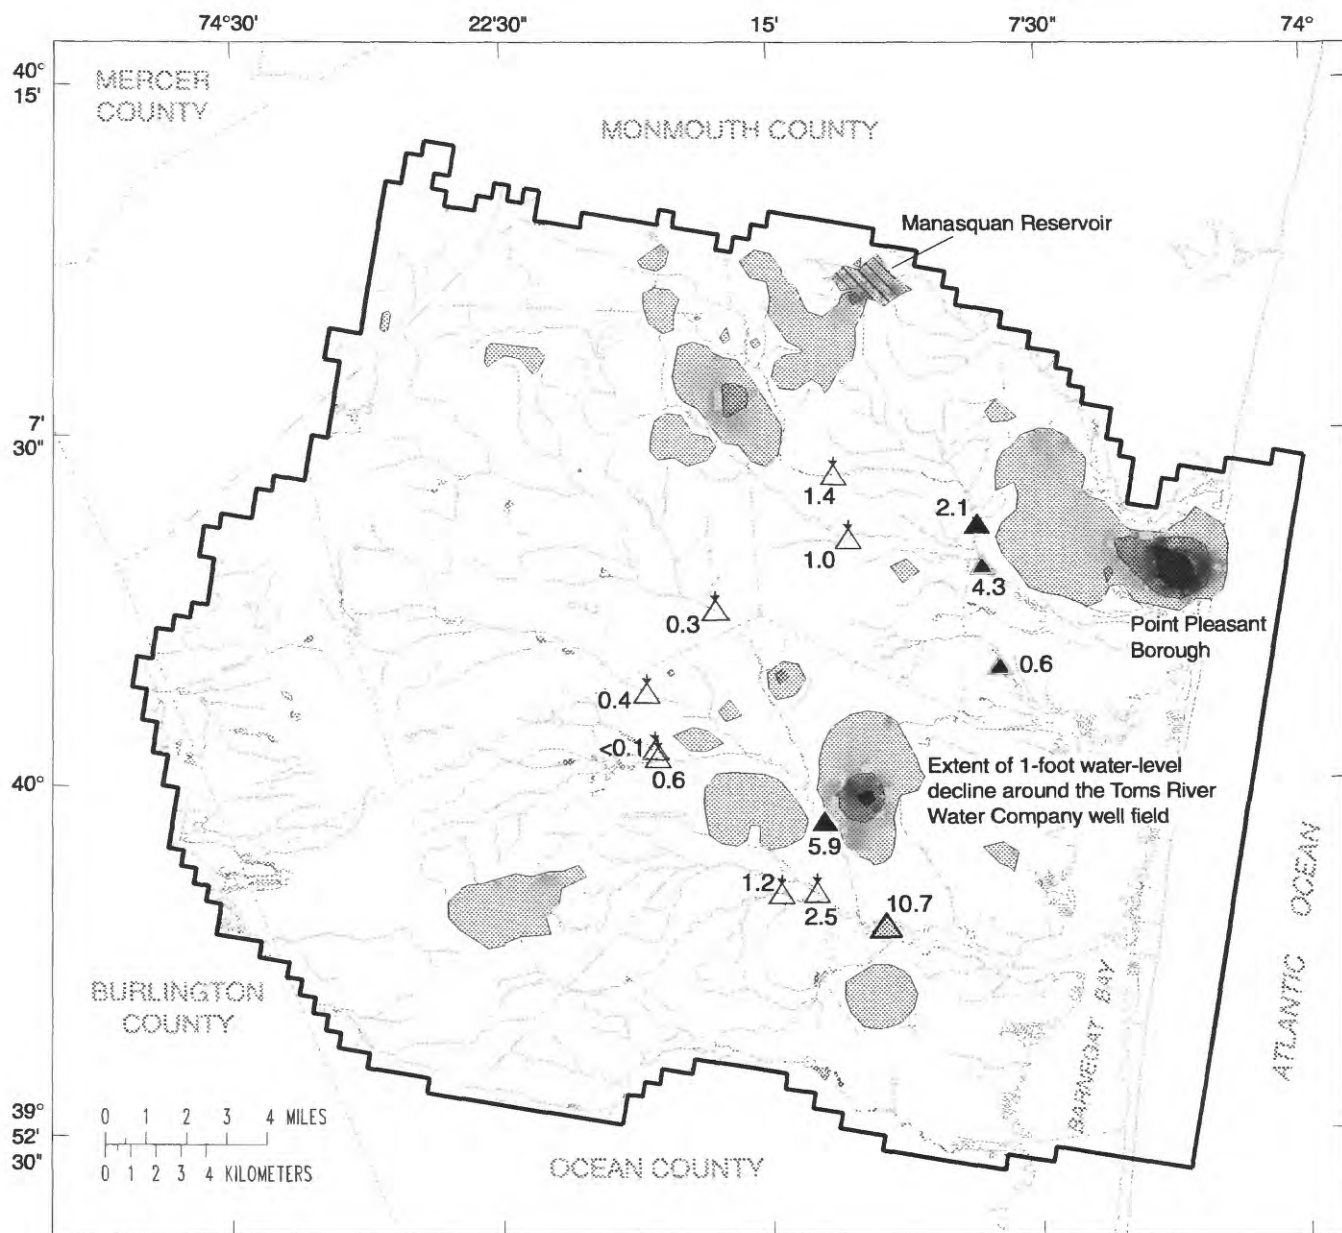 74°30'
22'30"
15'
7'30"
74°
40°
15'
MERCER
COUNTY
MONMOUTH COUNTY
Manasquan Reservoir
7'
30"
1.4
2.1
1.0
4.3
0.3
Point Pleasant
Borough
0.6
0.4
<0.1
0.6
40°
Extent of 1-foot water-level
decline around the Toms River
Water Company well field
5.9
1.2
2.5
10.7
BURLINGTON
COUNTY
BARNEGAT BAY
ATLANTIC OCEAN
39°
52'
30"
0 1 2 3 4 MILES
0 1 2 3 4 KILOMETERS
OCEAN COUNTY